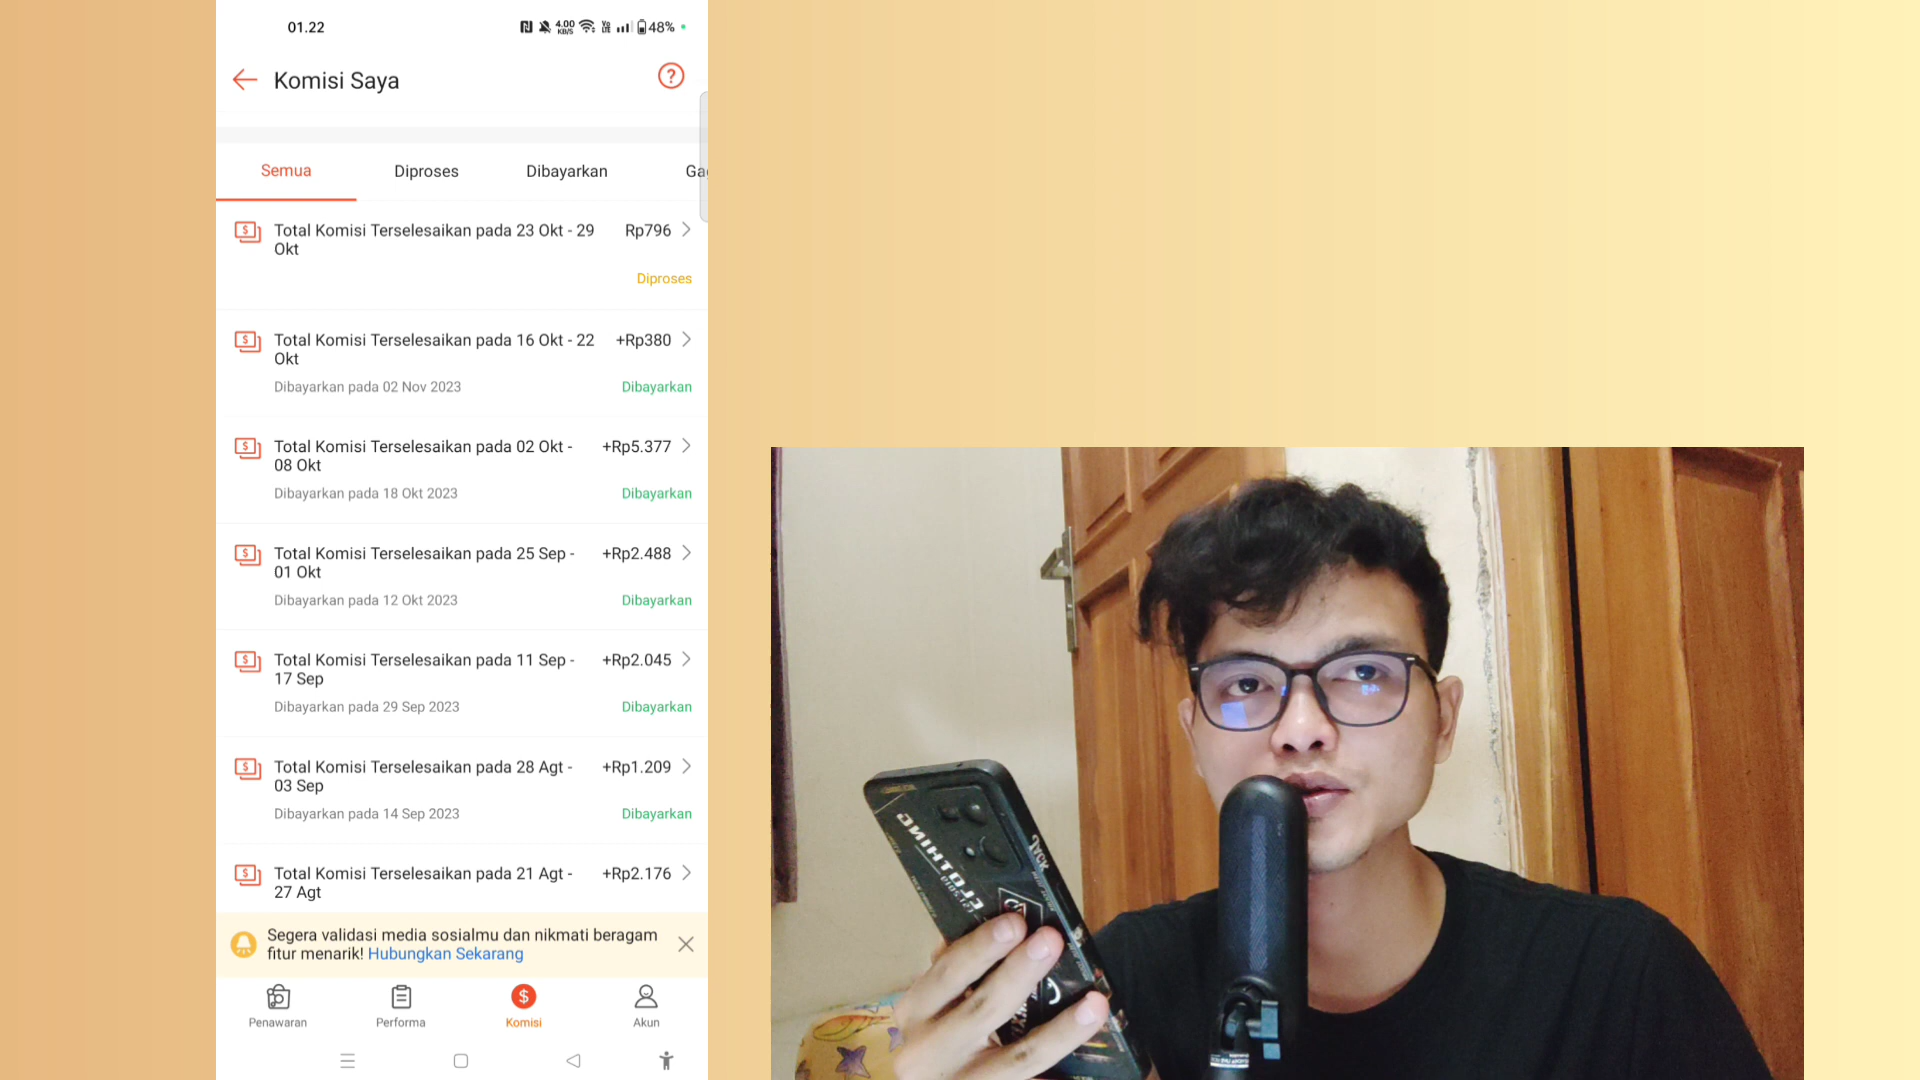 01.22
4.00 KB/S
48%
Komisi Saya
Semua
Diproses
Dibayarkan
Total Komisi Terselesaikan pada 23 Okt - 29
Rp796
Okt
Diproses
Total Komisi Terselesaikan pada 16 Okt - 22
+Rp380
Okt
Dibayarkan pada 02 Nov 2023
Dibayarkan
Total Komisi Terselesaikan pada 02 Okt -
+Rp5.377
08 Okt
Dibayarkan pada 18 Okt 2023
Dibayarkan
Total Komisi Terselesaikan pada 25 Sep -
+Rp2.488
01 Okt
Dibayarkan pada 12 Okt 2023
Dibayarkan
Total Komisi Terselesaikan pada 11 Sep -
+Rp2.045
17 Sep
Dibayarkan pada 29 Sep 2023
Dibayarkan
Total Komisi Terselesaikan pada 28 Agt -
+Rp1.209
03 Sep
Dibayarkan pada 14 Sep 2023
Dibayarkan
Total Komisi Terselesaikan pada 21 Agt -
+Rp2.176
27 Agt
Segera validasi media sosialmu dan nikmati beragam
fitur menarik! Hubungkan Sekarang
Penawaran
Performa
Komisi
Akun